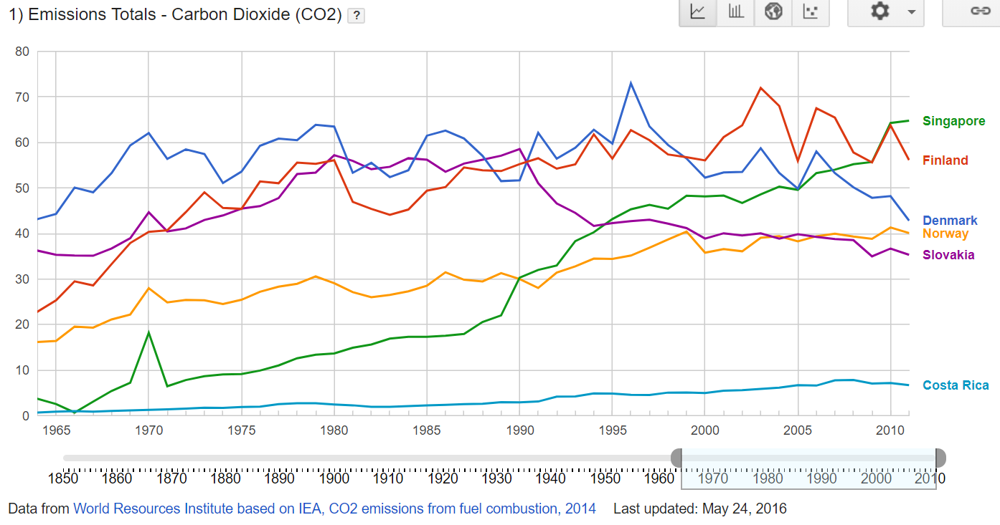 1) Emissions Totals - Carbon Dioxide (CO2) ?
80
70
60
50
40
30
20
10
0
Singapore
Finland
Denmark
Norway
Slovakia
Costa Rica
1965 1970 1975 1980 1985 1990 1995 2000 2005 2010
1850 1860 1870 1880 1890 1900 1910 1920 1930 1940 1950 1960 1970 1980 1990 2000 2010
Data from World Resources Institute based on IEA, CO2 emissions from fuel combustion, 2014 Last updated: May 24, 2016